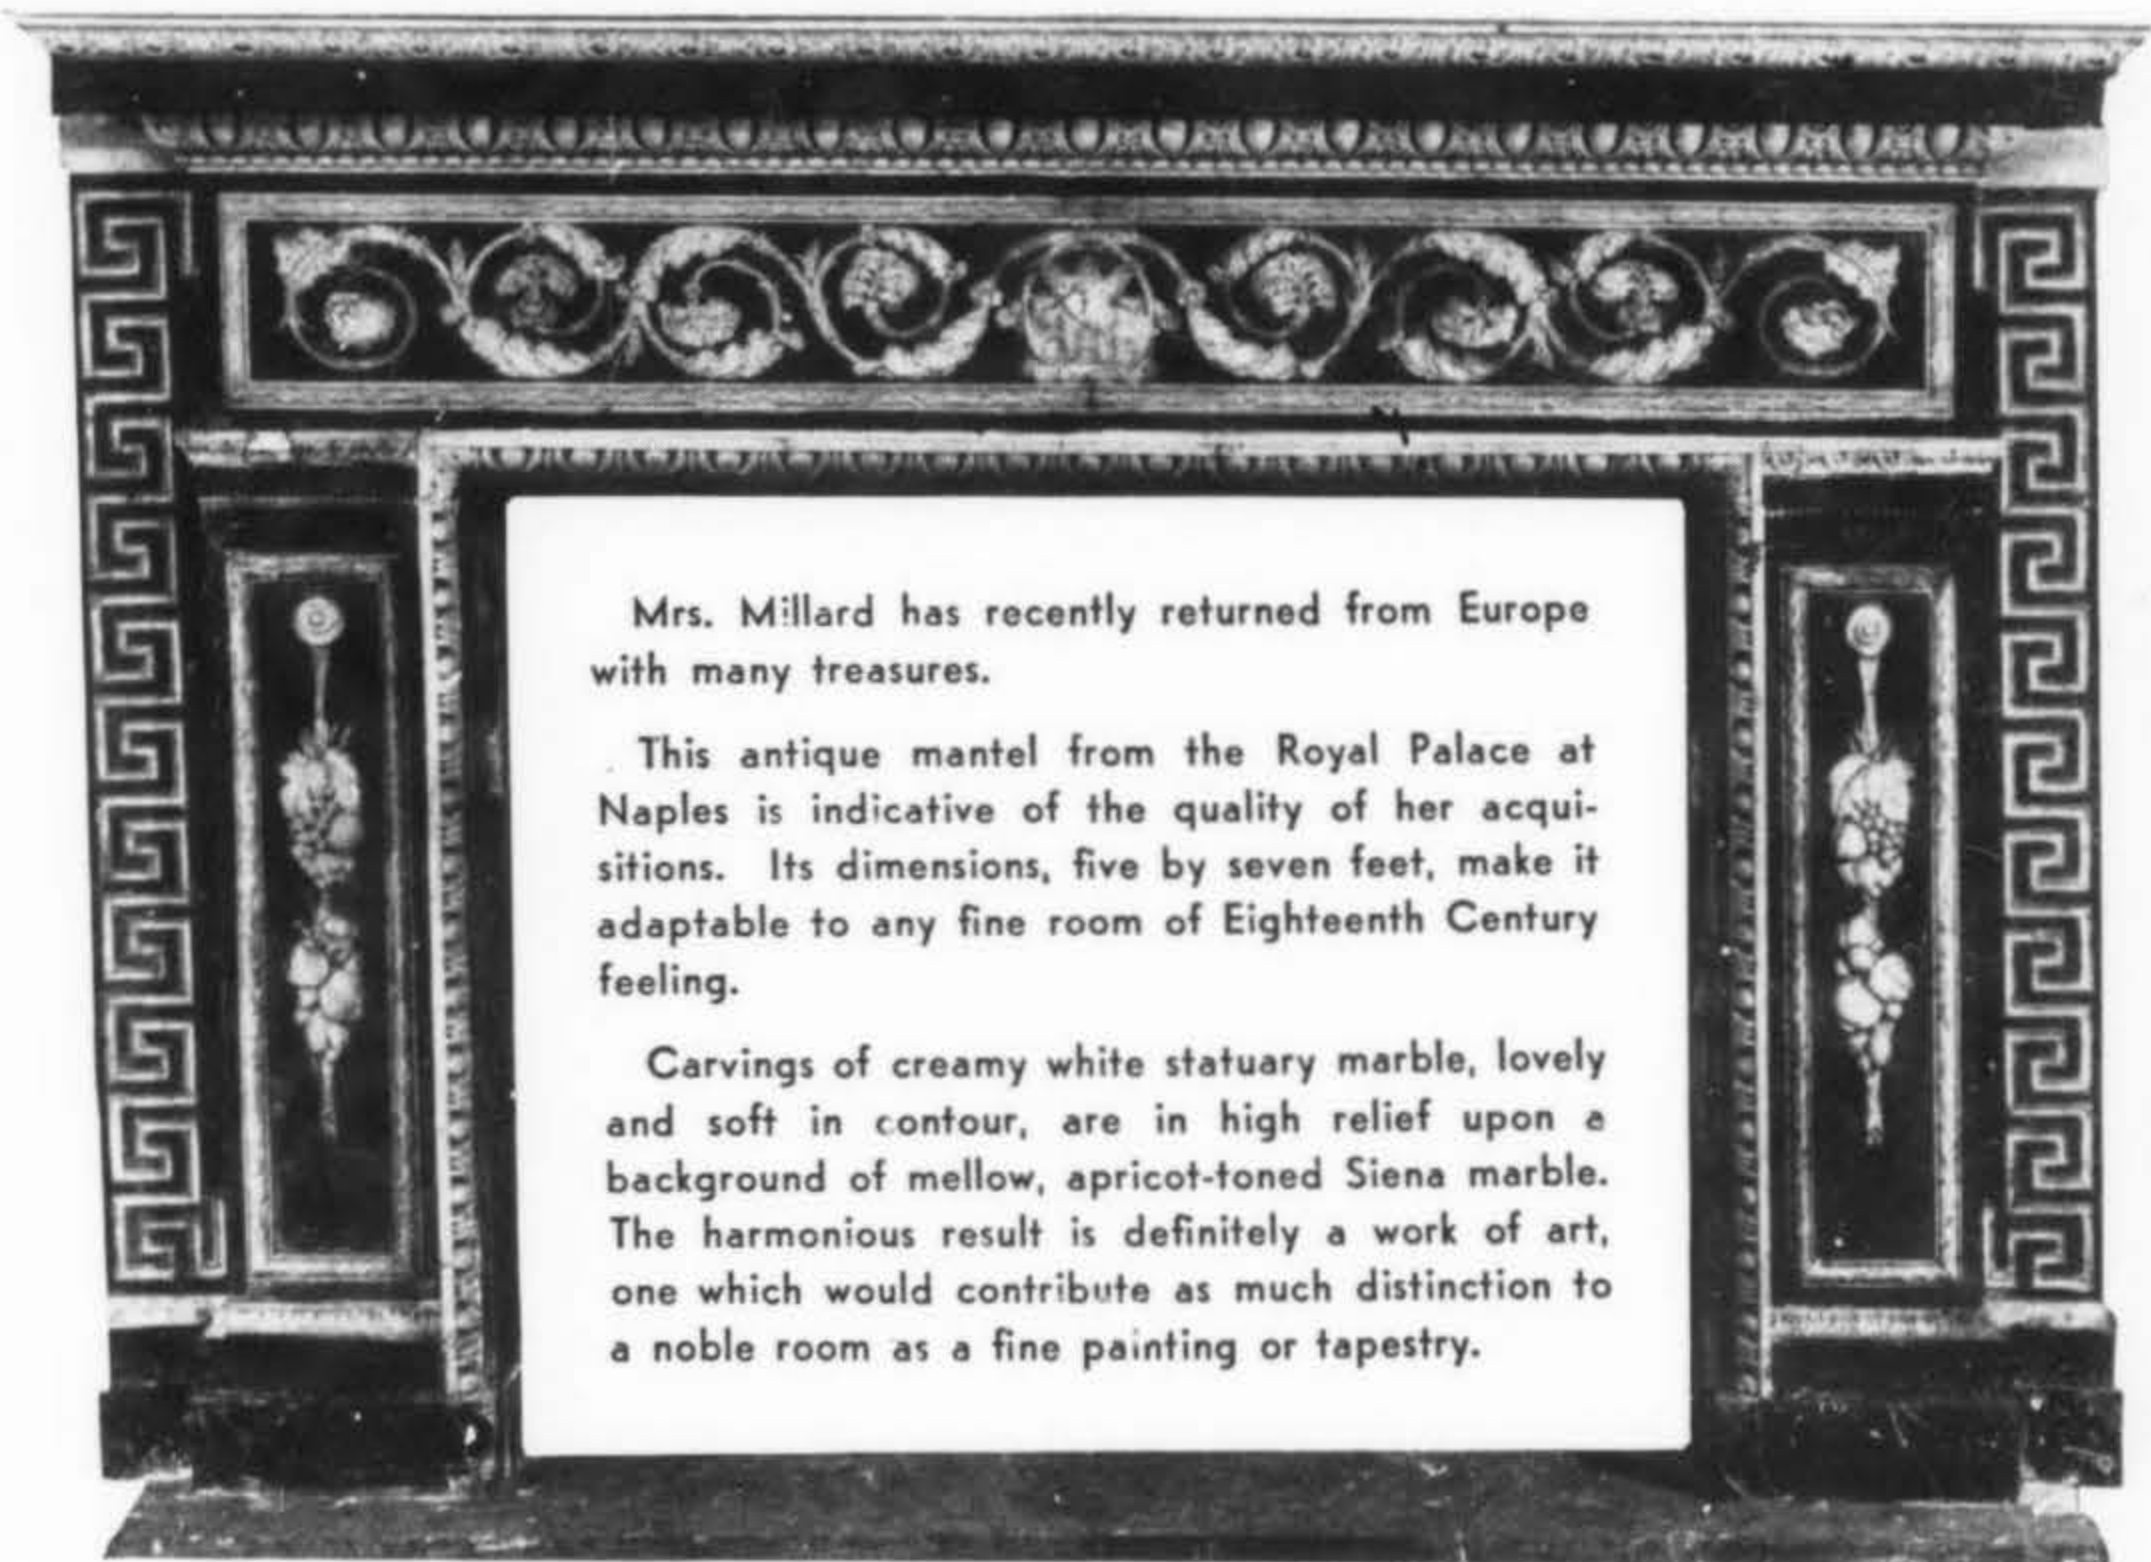 Mrs. Millard has recently returned from Europe
with many treasures.
This antique mantel from the Royal Palace at
Naples is indicative of the quality of her acqui-
sitions. Its dimensions, five by seven feet, make it
adaptable to any fine room of Eighteenth Century
feeling.
Carvings of creamy white statuary marble, lovely
and soft in contour, are in high relief upon a
background of mellow, apricot-toned Siena marble.
The harmonious result is definitely a work of art,
one which would contribute as much distinction to
a noble room as a fine painting or tapestry.